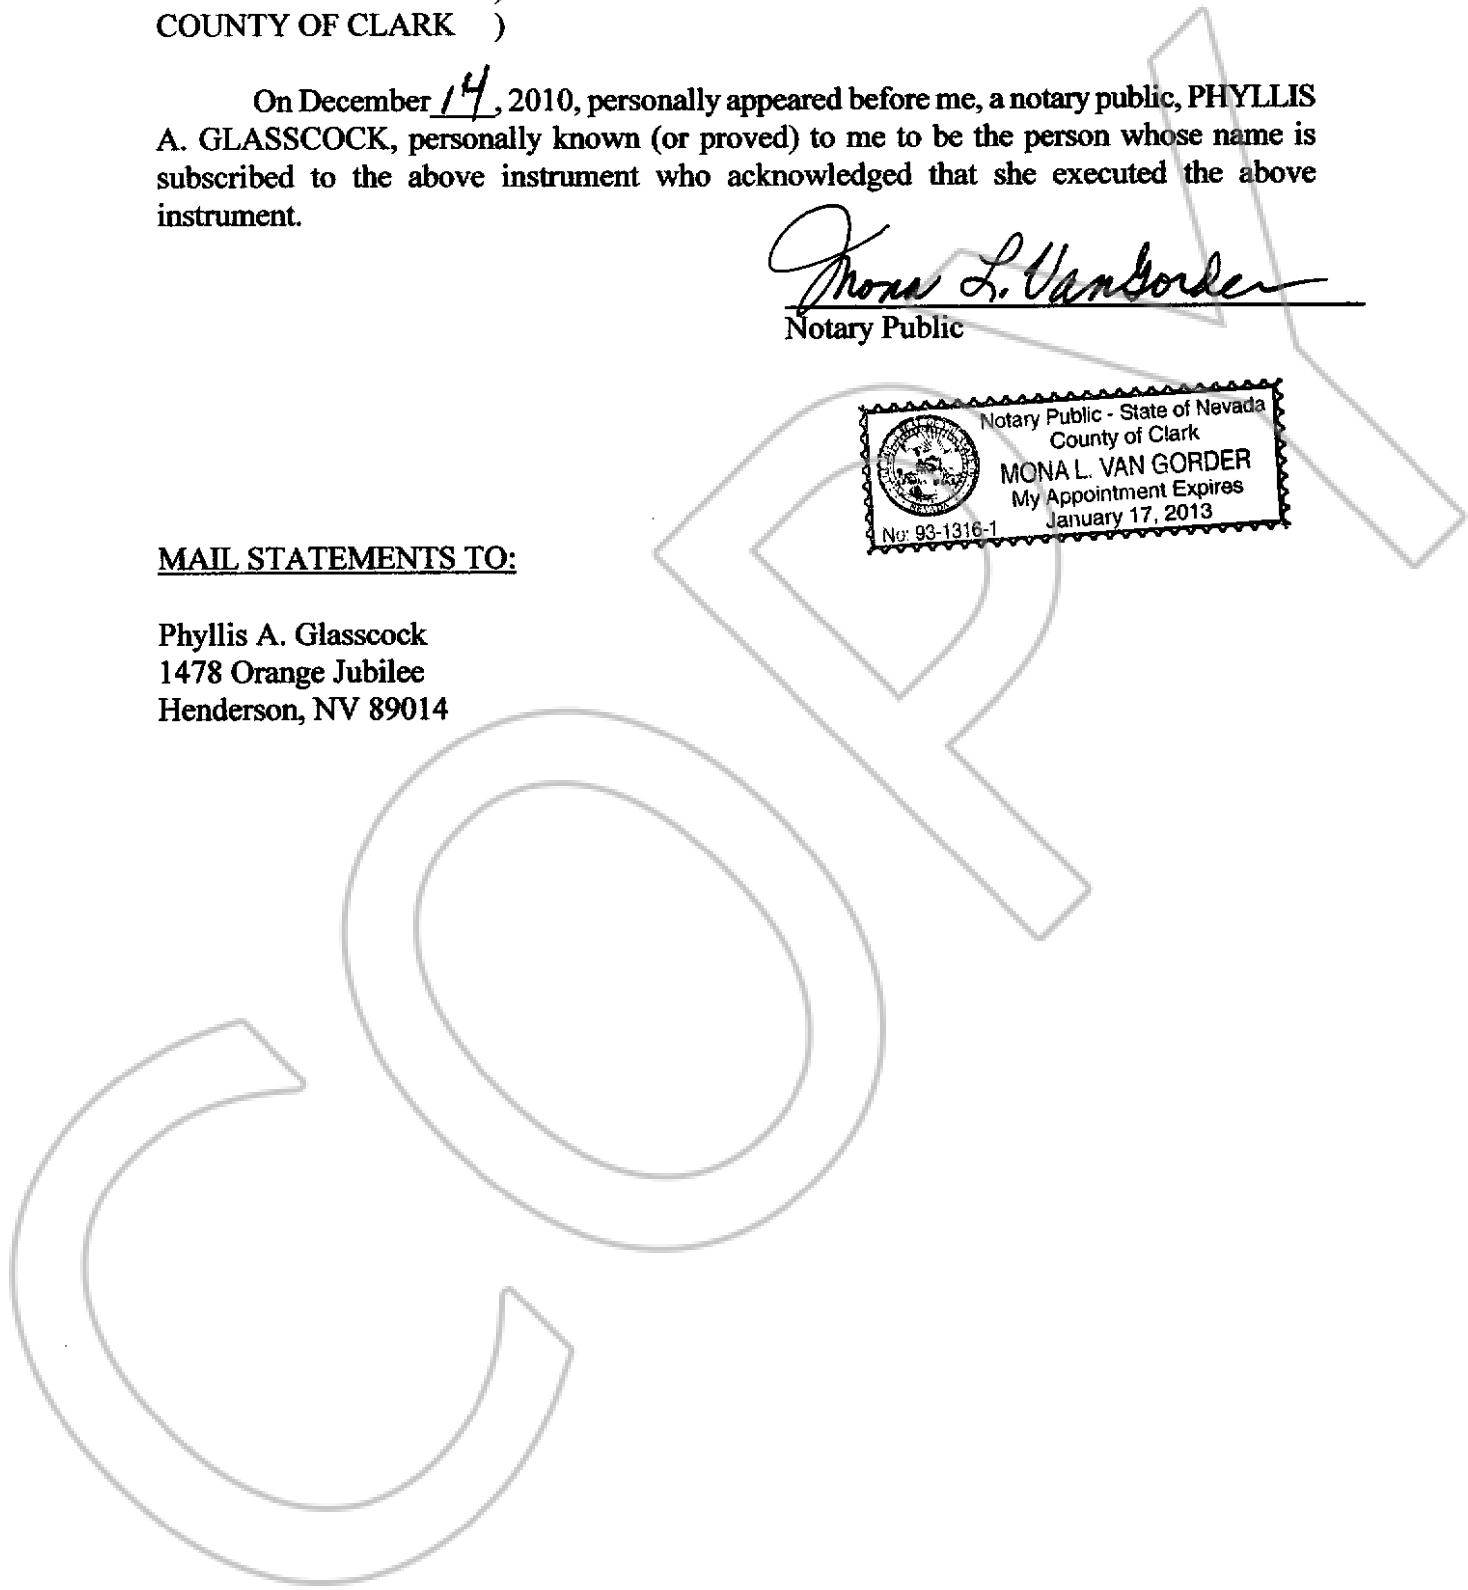 COUNTY OF CLARK )
On December 14, 2010, personally appeared before me, a notary public, PHYLLIS
A. GLASSCOCK, personally known (or proved) to me to be the person whose name is
subscribed to the above instrument who acknowledged that she executed the above
instrument.
Mona L. VanGorder
Notary Public
Notary Public - State of Nevada
County of Clark
MONA L. VAN GORDER
My Appointment Expires
January 17, 2013
No: 93-1316-1
MAIL STATEMENTS TO:
Phyllis A. Glasscock
1478 Orange Jubilee
Henderson, NV 89014
COPY